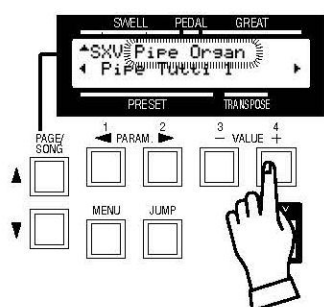 SWELL PEDAL GREAT
▲SXV Pipe Organ
◀ Pipe Tutti 1 ▶
PRESET TRANSPOSE
PAGE/
SONG
1 2 3 4
◀ PARAM. ▶ − VALUE +
▲
▼
MENU JUMP